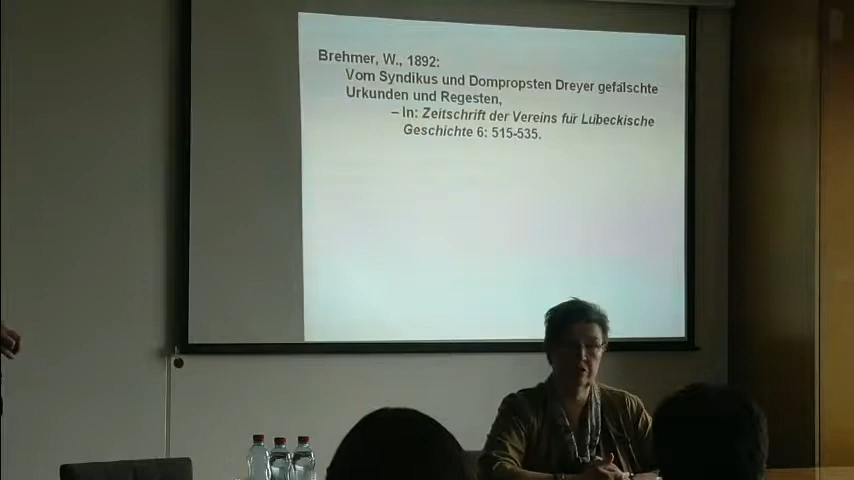 Brehmer, W., 1892:
Vom Syndikus und Dompropsten Dreyer gefälschte
Urkunden und Regesten,
– In: Zeitschrift der Vereins für Lübeckische
Geschichte 6: 515-535.